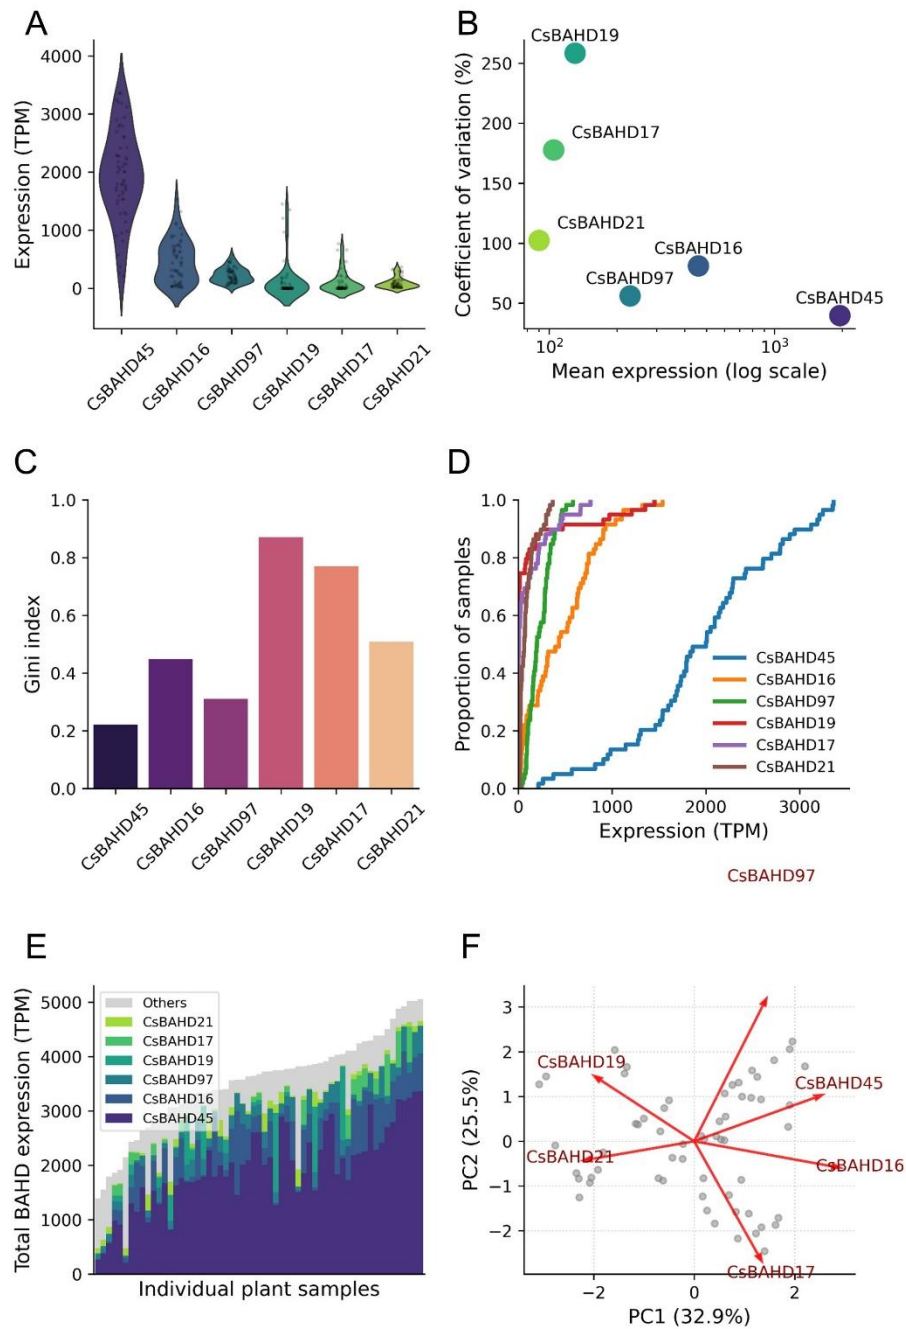 A
Expression (TPM)
4000
3000
2000
1000
0
CsBAHD45
CsBAHD16
CsBAHD97
CsBAHD19
CsBAHD17
CsBAHD21
B
Coefficient of variation (%)
250
200
150
100
50
CsBAHD19
CsBAHD17
CsBAHD21
CsBAHD16
CsBAHD97
CsBAHD45
10²
10³
Mean expression (log scale)
C
Gini index
1.0
0.8
0.6
0.4
0.2
0.0
CsBAHD45
CsBAHD16
CsBAHD97
CsBAHD19
CsBAHD17
CsBAHD21
D
Proportion of samples
1.0
0.8
0.6
0.4
0.2
0.0
CsBAHD45
CsBAHD16
CsBAHD97
CsBAHD19
CsBAHD17
CsBAHD21
0
1000
2000
3000
Expression (TPM)
E
Total BAHD expression (TPM)
5000
4000
3000
2000
1000
0
Others
CsBAHD21
CsBAHD17
CsBAHD19
CsBAHD97
CsBAHD16
CsBAHD45
Individual plant samples
CsBAHD97
F
PC2 (25.5%)
3
2
1
0
−1
−2
CsBAHD19
CsBAHD45
CsBAHD21
CsBAHD16
CsBAHD17
−2
0
2
PC1 (32.9%)